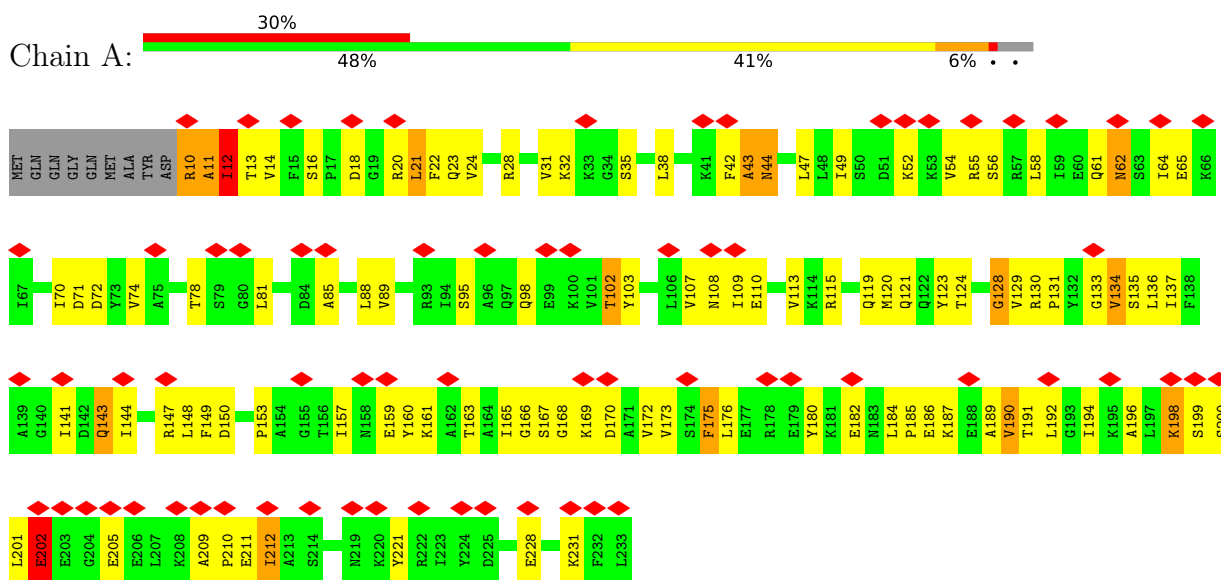 30%
Chain A:
48% 41% 6% • •
MET GLN GLN GLY GLN MET ALA TYR ASP R10 A11 I12 T13 V14 F15 S16 P17 D18 G19 R20 L21 F22 Q23 V24 R28 V31 K32 K33 G34 S35 L38 K41 F42 A43 N44 L47 L48 I49 S50 D51 K52 K53 V54 R55 S56 R57 L58 I59 E60 Q61 N62 S63 I64 E65 K66
I67 I70 D71 D72 Y73 V74 A75 T78 S79 G80 L81 D84 A85 L88 V89 R93 I94 S95 A96 Q97 Q98 E99 K100 V101 T102 Y103 L106 V107 N108 I109 E110 V113 K114 R115 Q119 M120 Q121 Q122 Y123 T124 G128 V129 R130 P131 Y132 G133 V134 S135 L136 I137 F138
A139 G140 I141 D142 Q143 I144 R147 L148 F149 D150 P153 A154 G155 T156 I157 N158 E159 Y160 K161 A162 T163 A164 I165 G166 S167 G168 K169 D170 A171 V172 V173 S174 F175 L176 E177 R178 E179 Y180 K181 E182 N183 L184 P185 E186 K187 E188 A189 V190 T191 L192 G193 I194 K195 A196 L197 K198 S199
L201 E202 E203 G204 E205 E206 L207 K208 A209 P210 E211 I212 A213 S214 N219 K220 Y221 R222 I223 Y224 D225 E228 K231 F232 L233